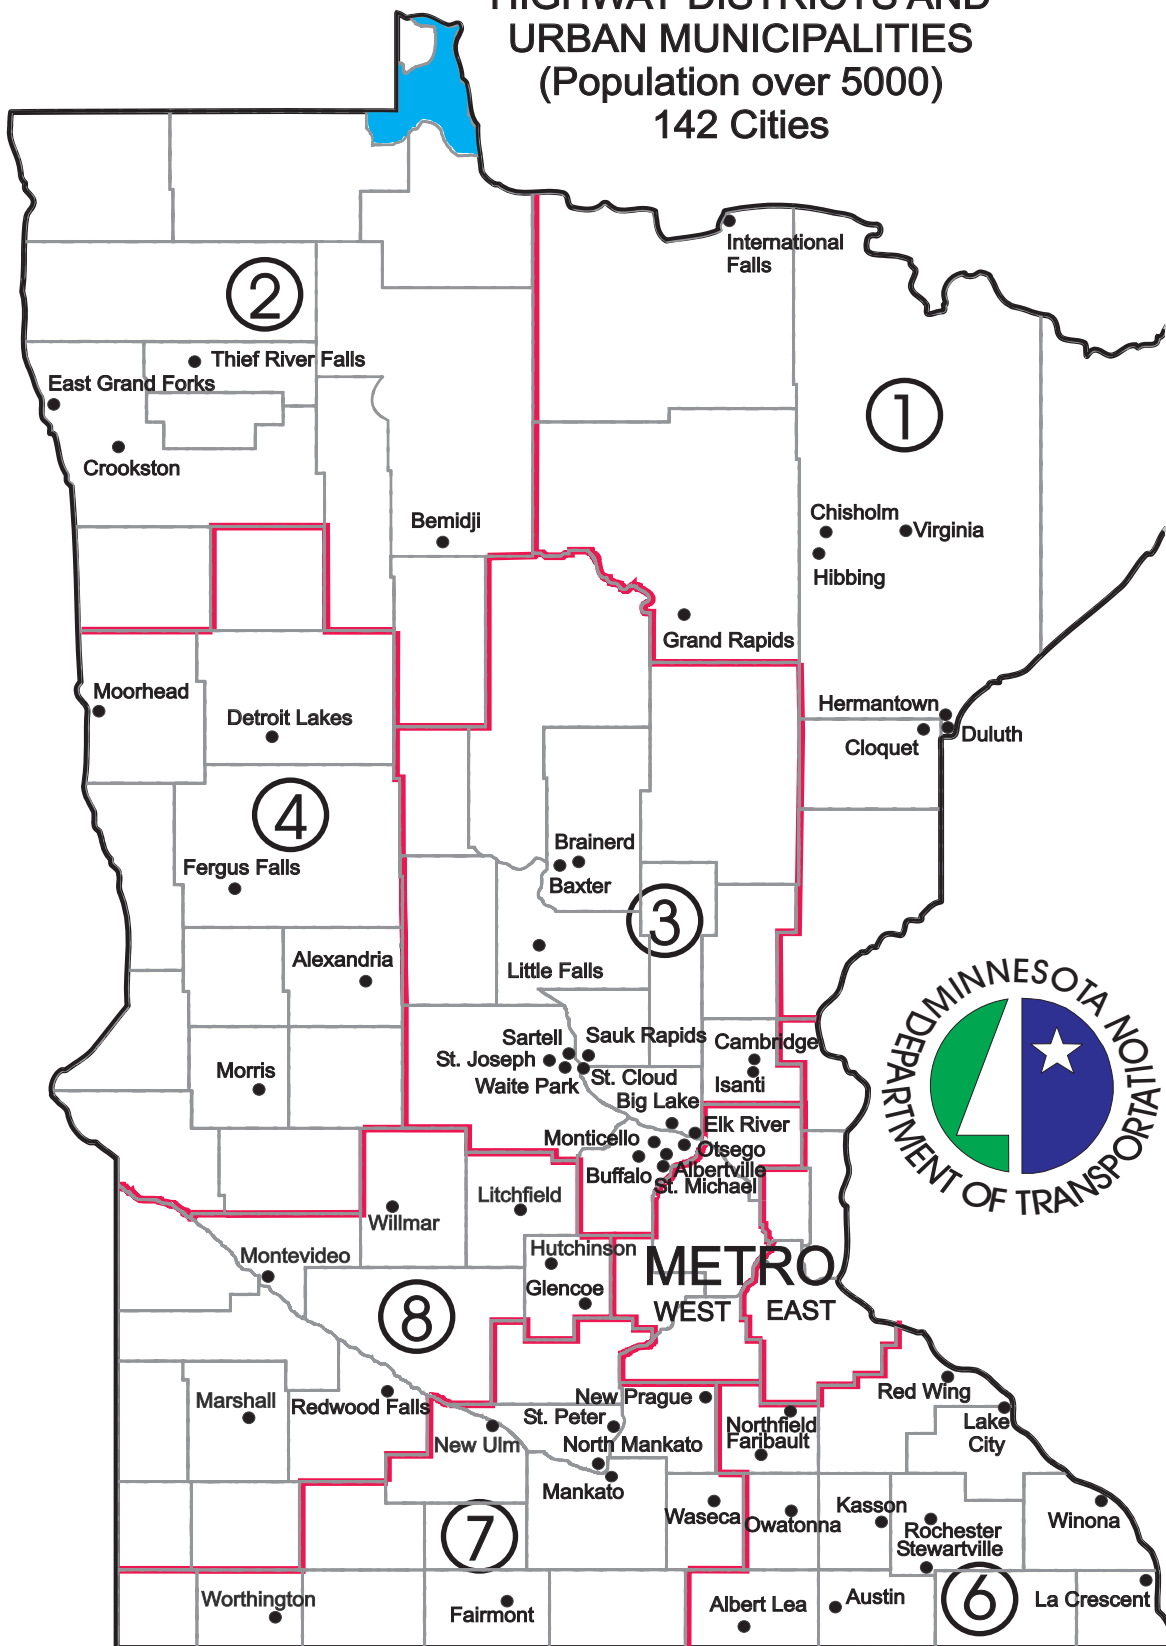 HIGHWAY DISTRICTS AND
URBAN MUNICIPALITIES
(Population over 5000)
142 Cities
International
Falls
2
Thief River Falls
East Grand Forks
1
Crookston
Chisholm
Virginia
Bemidji
Hibbing
Grand Rapids
Moorhead
Hermantown
Detroit Lakes
Duluth
Cloquet
4
Brainerd
Fergus Falls
Baxter
3
Alexandria
Little Falls
MINNESOTA DEPARTMENT OF TRANSPORTATION
Sartell
Sauk Rapids
Cambridge
St. Joseph
Morris
Waite Park
St. Cloud
Isanti
Big Lake
Elk River
Monticello
Otsego
Buffalo
Albertville
St. Michael
Litchfield
Willmar
Montevideo
Hutchinson
METRO
Glencoe
WEST
EAST
8
Marshall
Redwood Falls
New Prague
Red Wing
St. Peter
Northfield
Lake
City
New Ulm
North Mankato
Faribault
Mankato
Waseca
Owatonna
Kasson
Rochester
Winona
7
Stewartville
6
Worthington
Fairmont
Albert Lea
Austin
La Crescent